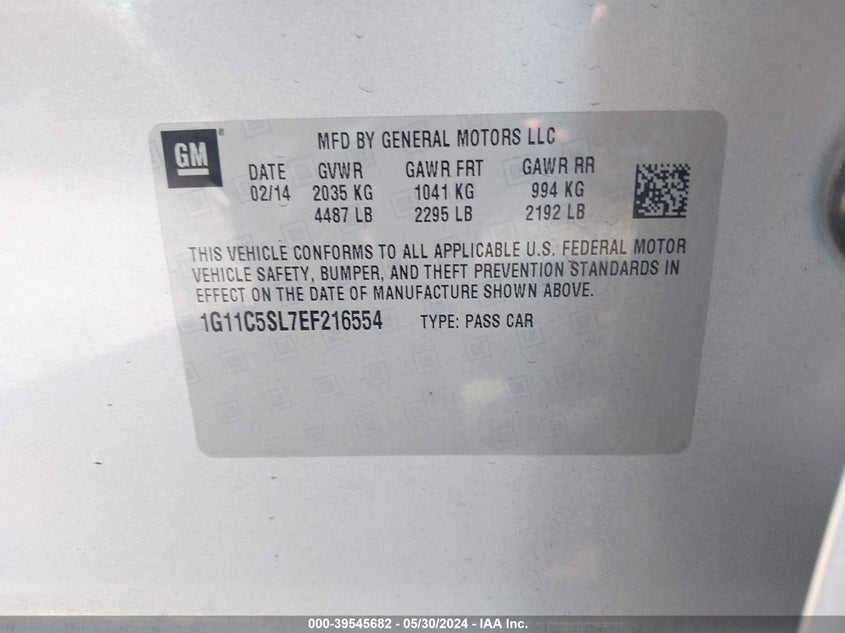 GM®
MFD BY GENERAL MOTORS LLC
DATE GVWR GAWR FRT GAWR RR
02/14 2035 KG 1041 KG 994 KG
4487 LB 2295 LB 2192 LB
THIS VEHICLE CONFORMS TO ALL APPLICABLE U.S. FEDERAL MOTOR
VEHICLE SAFETY, BUMPER, AND THEFT PREVENTION STANDARDS IN
EFFECT ON THE DATE OF MANUFACTURE SHOWN ABOVE.
1G11C5SL7EF216554 TYPE: PASS CAR
000-39545682 - 05/30/2024 - IAA Inc.